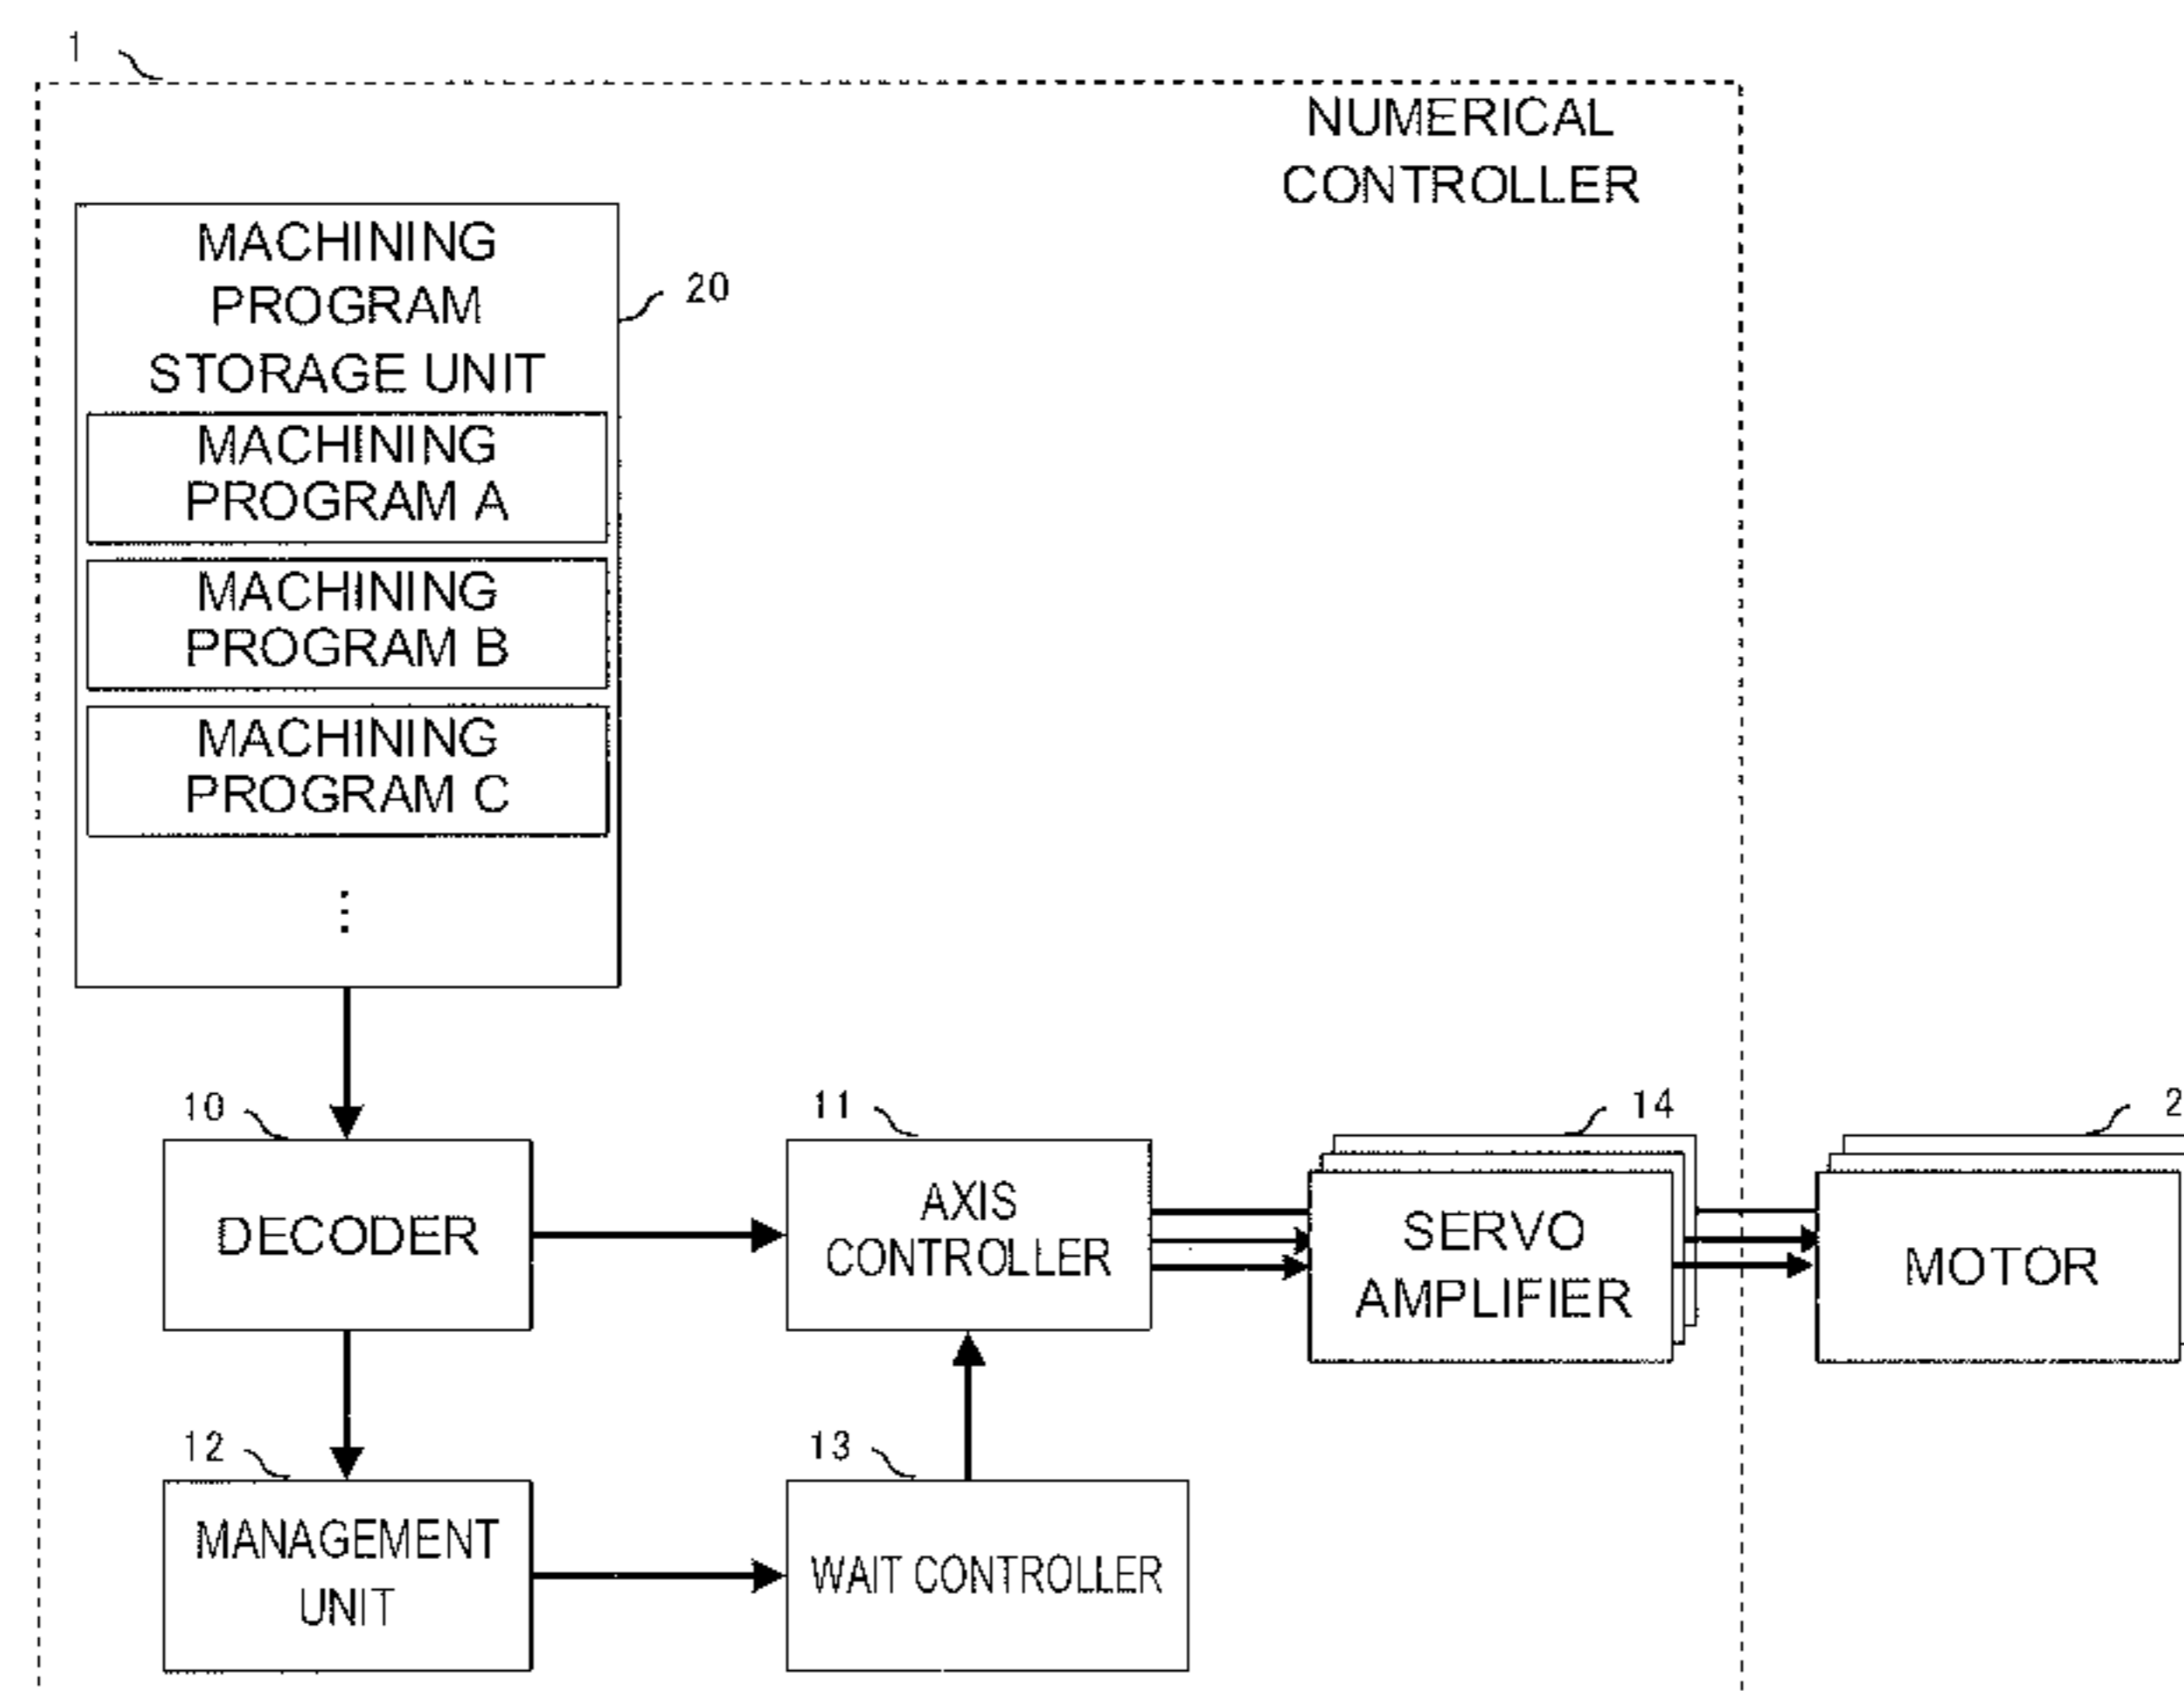 1
NUMERICAL
CONTROLLER
MACHINING
PROGRAM
STORAGE UNIT
20
MACHINING
PROGRAM A
MACHINING
PROGRAM B
MACHINING
PROGRAM C
⋮
10
11
14
2
DECODER
AXIS
CONTROLLER
SERVO
AMPLIFIER
MOTOR
12
13
MANAGEMENT
UNIT
WAIT CONTROLLER